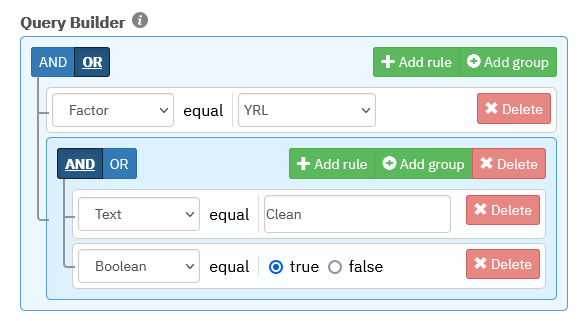 Query Builder i
AND OR + Add rule + Add group
Factor equal YRL ✖ Delete
AND OR + Add rule + Add group ✖ Delete
Text equal Clean ✖ Delete
Boolean equal true false ✖ Delete